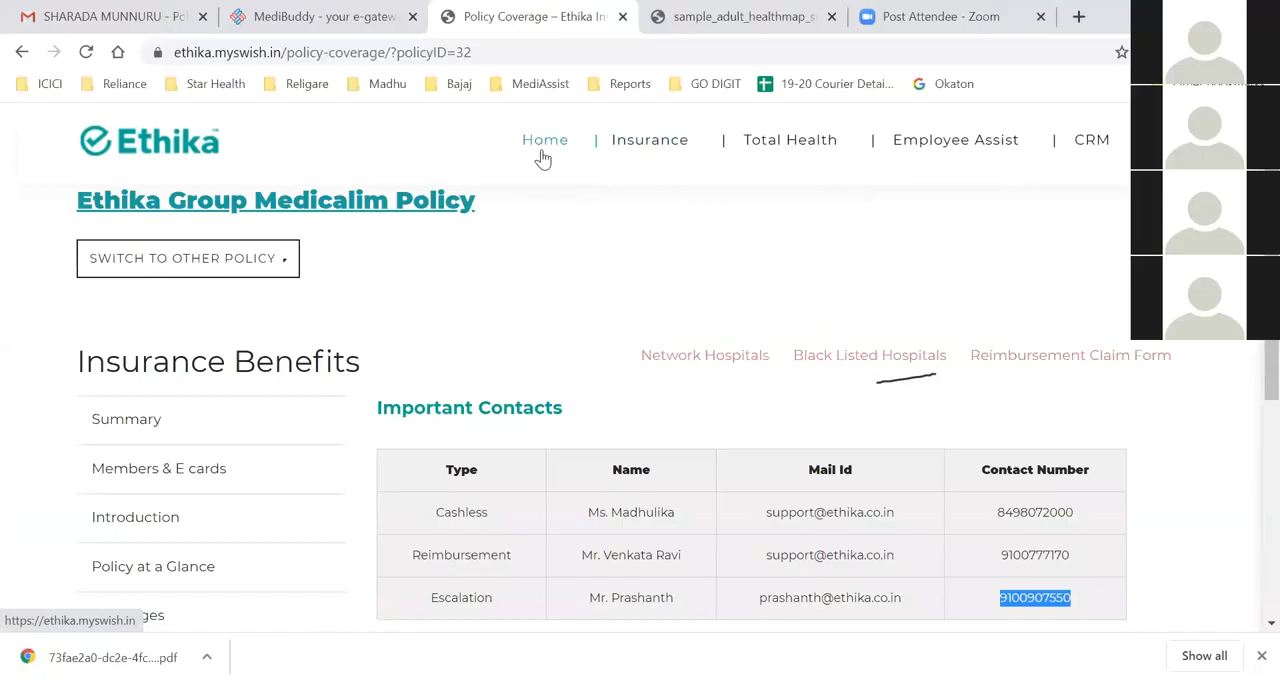 SHARADA MUNNURU - Po
MediBuddy - your e-gatew
Policy Coverage – Ethika In
sample_adult_healthmap_s
Post Attendee - Zoom
ethika.myswish.in/policy-coverage/?policyID=32
ICICI
Reliance
Star Health
Religare
Madhu
Bajaj
MediAssist
Reports
GO DIGIT
19-20 Courier Detai...
Okaton
Ethika
Home | Insurance | Total Health | Employee Assist | CRM
Ethika Group Medicalim Policy
SWITCH TO OTHER POLICY
Insurance Benefits
Network Hospitals
Black Listed Hospitals
Reimbursement Claim Form
Summary
Members & E cards
Introduction
Policy at a Glance
ges
Important Contacts
Type Name Mail Id Contact Number
Cashless Ms. Madhulika support@ethika.co.in 8498072000
Reimbursement Mr. Venkata Ravi support@ethika.co.in 9100777170
Escalation Mr. Prashanth prashanth@ethika.co.in 9100907550
https://ethika.myswish.in
73fae2a0-dc2e-4fc....pdf
Show all